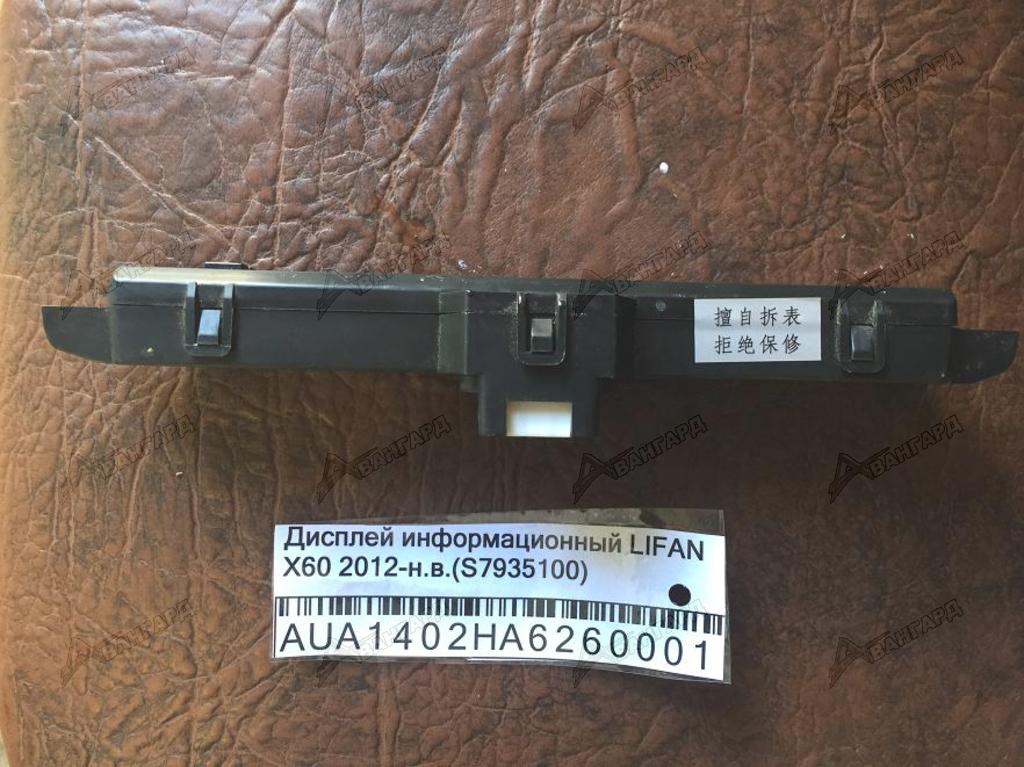 擅自拆表
拒绝保修
Дисплей информационный LIFAN
X60 2012-н.в.(S7935100)
AUA1402HA6260001
АВАНГАРД